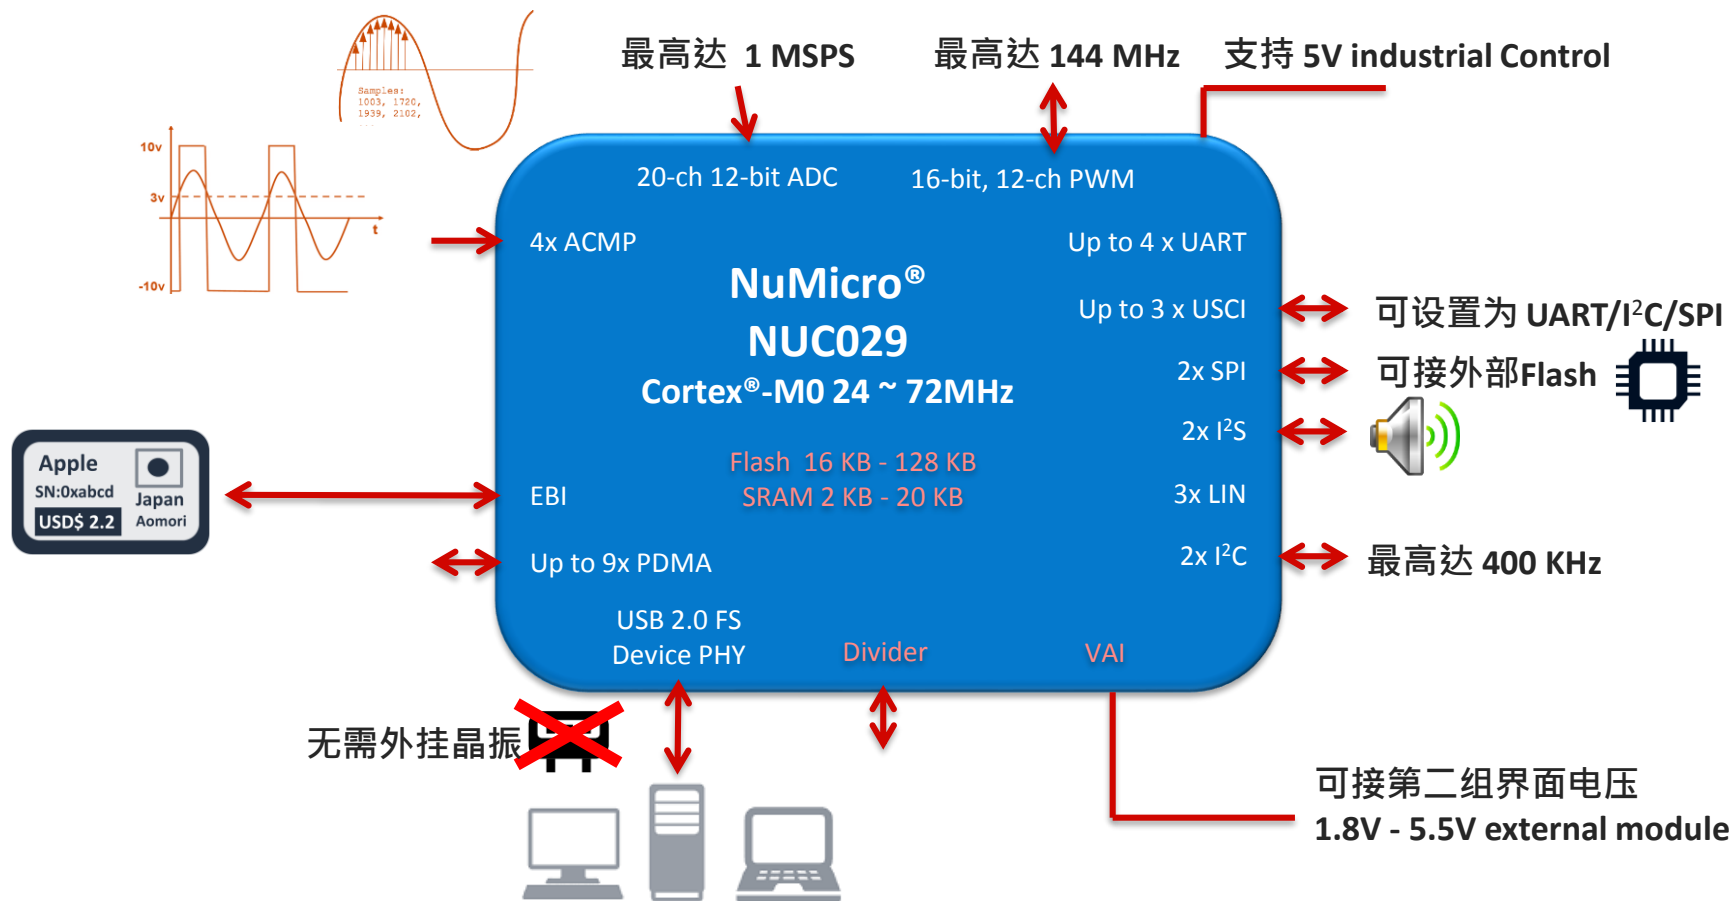 最高达 1 MSPS
最高达 144 MHz
支持 5V industrial Control
Samples:
1003, 1720,
1939, 2102,
10v
3v
t
-10v
20-ch 12-bit ADC
16-bit, 12-ch PWM
4x ACMP
Up to 4 x UART
NuMicro®
NUC029
Cortex®-M0 24 ~ 72MHz
Up to 3 x USCI
可设置为 UART/I²C/SPI
2x SPI
可接外部Flash
2x I²S
Flash 16 KB - 128 KB
SRAM 2 KB - 20 KB
3x LIN
Apple
SN:0xabcd
USD$ 2.2
Japan
Aomori
EBI
Up to 9x PDMA
2x I²C
最高达 400 KHz
USB 2.0 FS
Device PHY
Divider
VAI
无需外挂晶振
可接第二组界面电压
1.8V - 5.5V external module